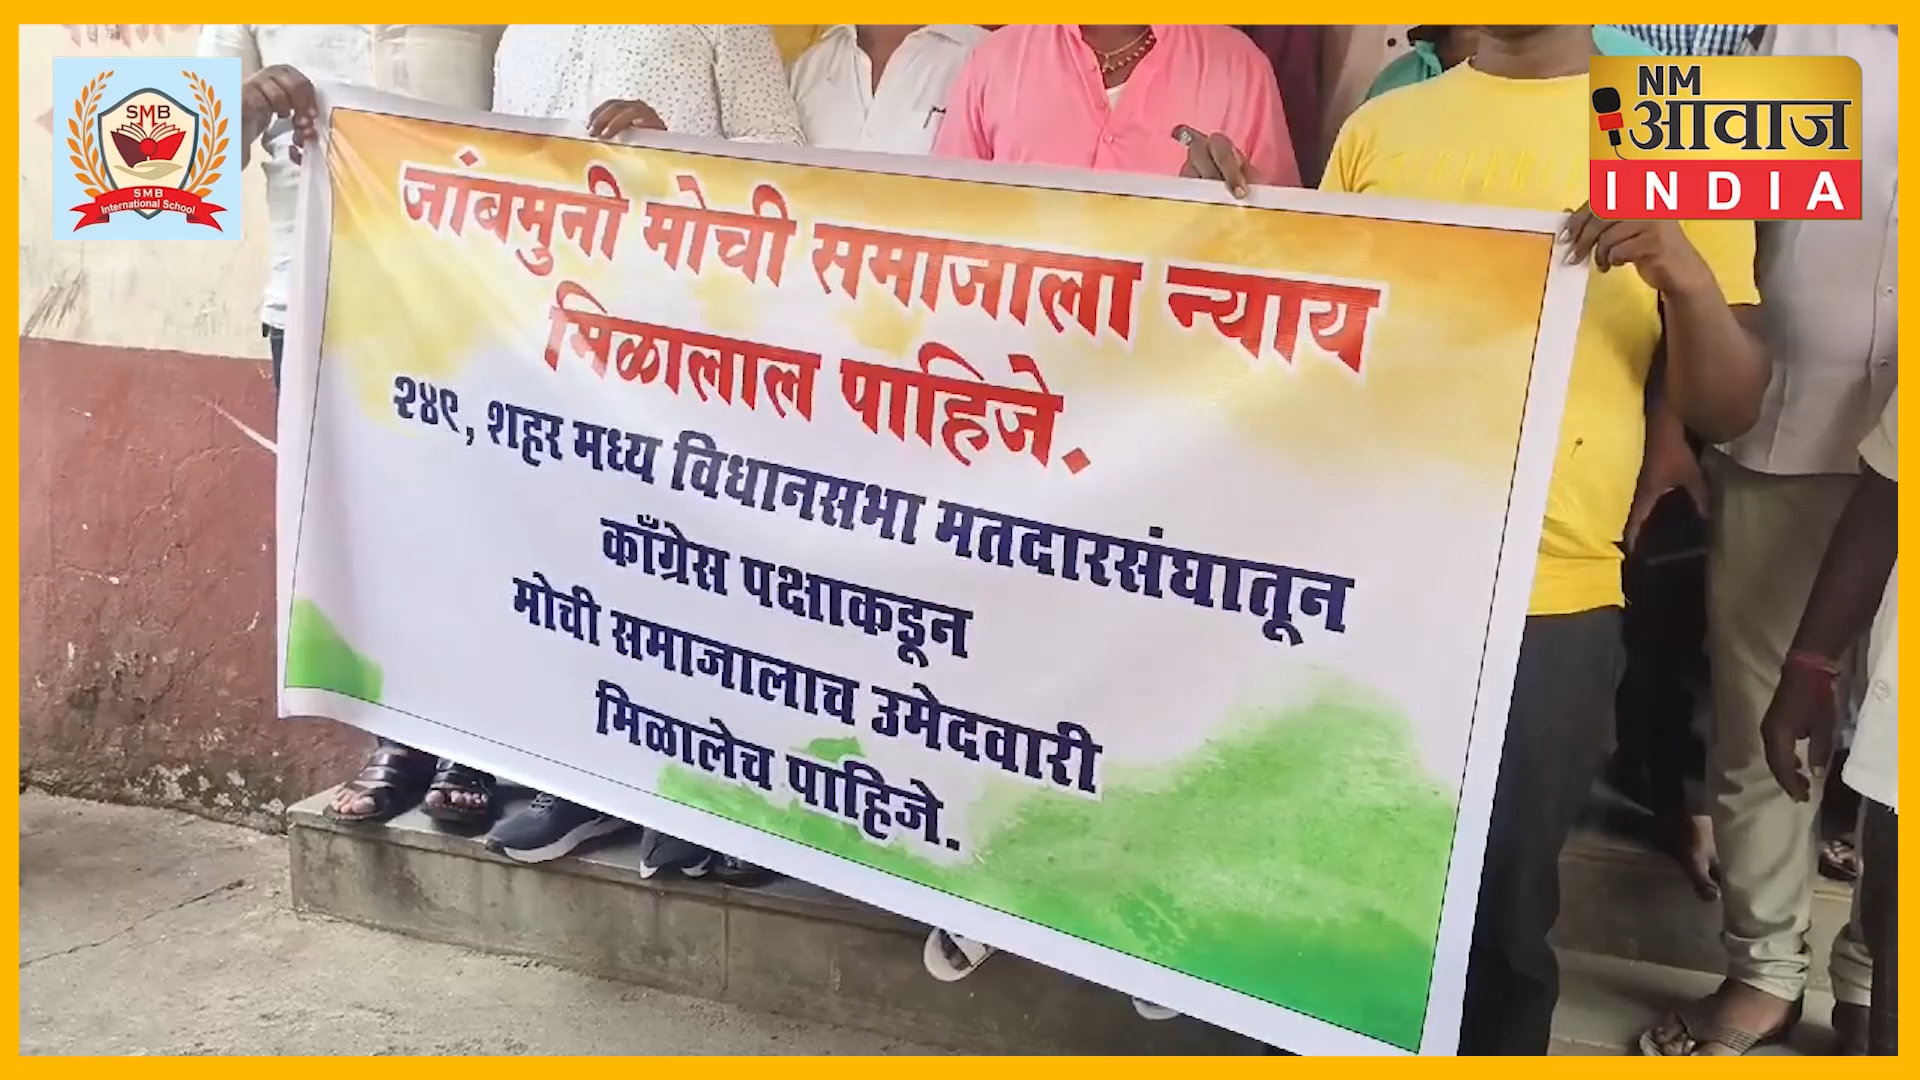 SMB
SMB
International School
NM
आवाज
INDIA
जांबमुनी मोची समाजाला न्याय
मिळालाल पाहिजे.
२४९, शहर मध्य विधानसभा मतदारसंघातून
काँग्रेस पक्षाकडून
मोची समाजालाच उमेदवारी
मिळालेच पाहिजे.